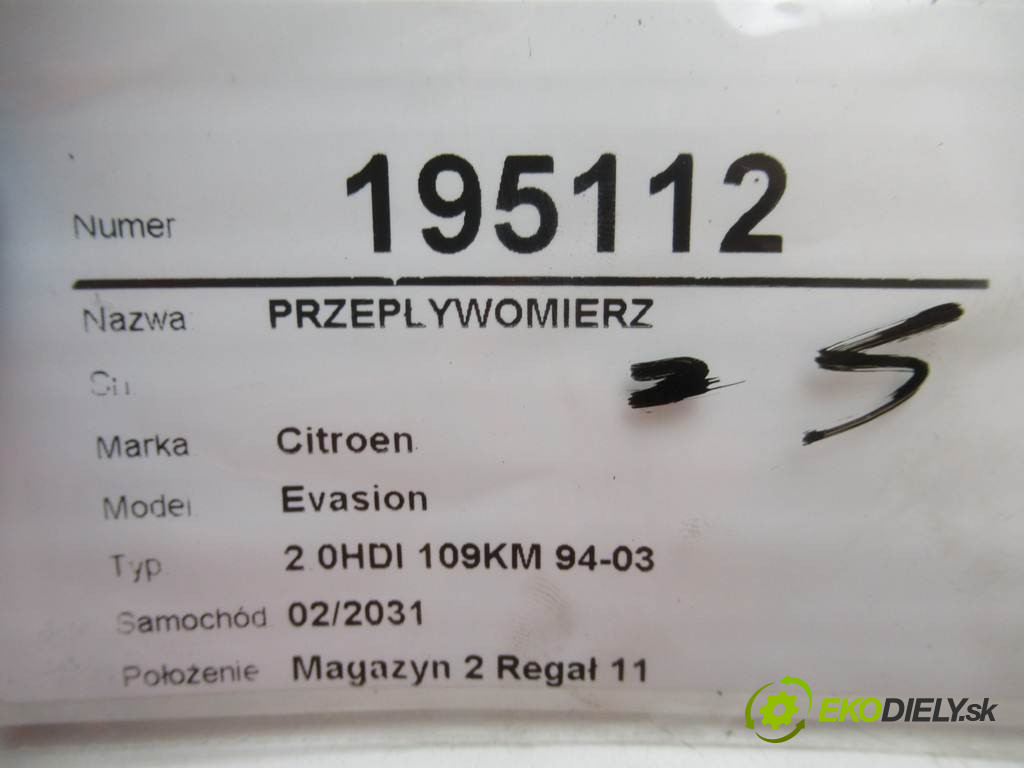 Numer 195112
Nazwa PRZEPŁYWOMIERZ
Marka Citroen
Model Evasion
Typ 2.0HDI 109KM 94-03
Samochód 02/2031
Położenie Magazyn 2 Regał 11
EKODIELY.sk